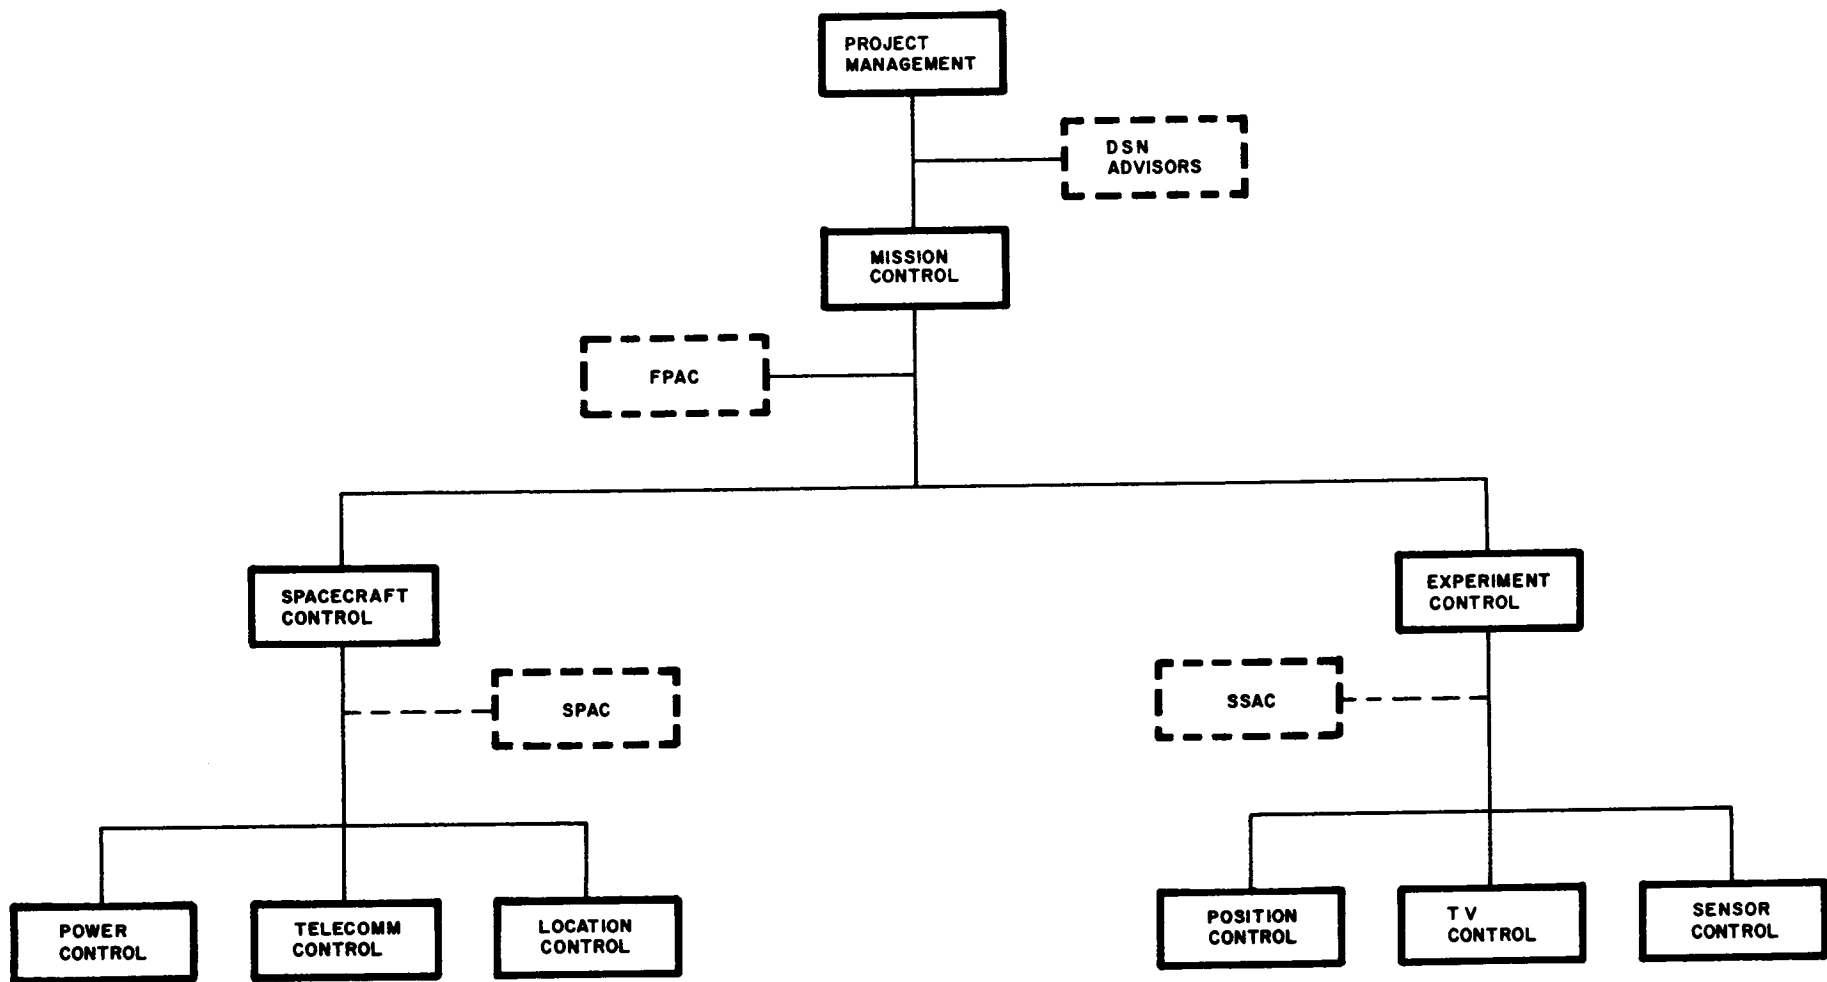 PROJECT
MANAGEMENT
DSN
ADVISORS
MISSION
CONTROL
FPAC
SPACECRAFT
CONTROL
EXPERIMENT
CONTROL
SPAC
SSAC
POWER
CONTROL
TELECOMM
CONTROL
LOCATION
CONTROL
POSITION
CONTROL
TV
CONTROL
SENSOR
CONTROL